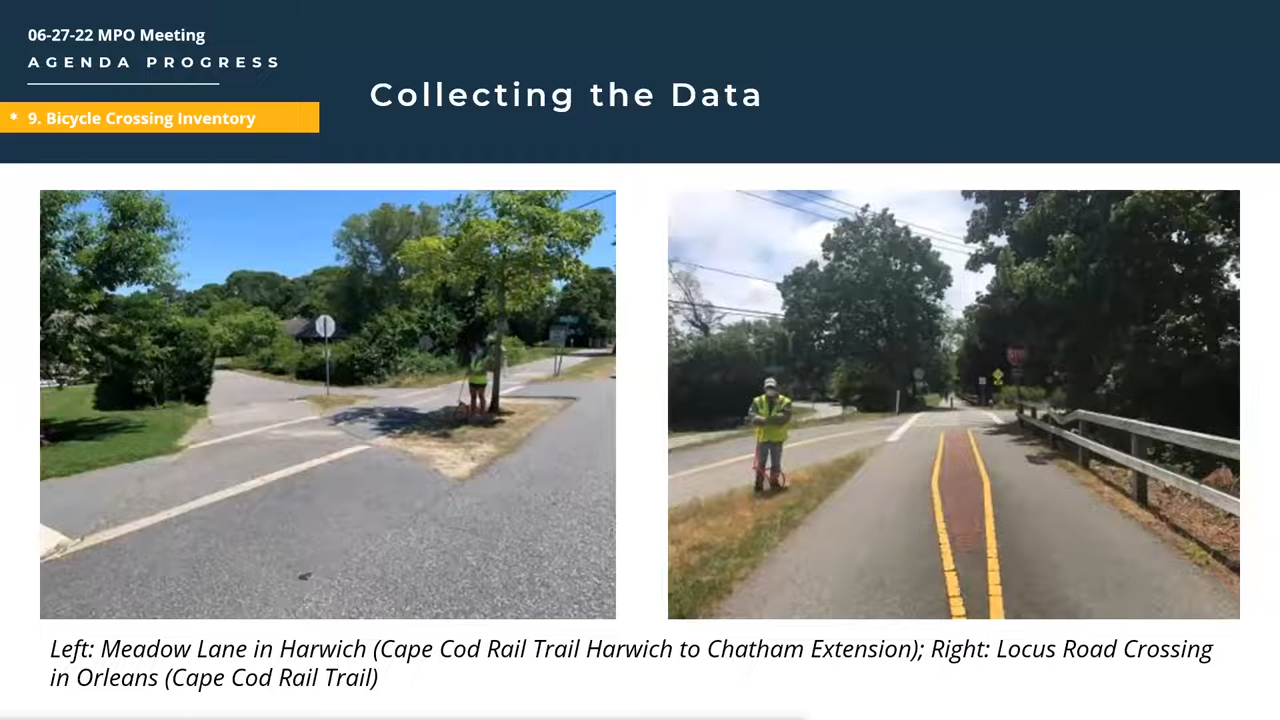 06-27-22 MPO Meeting
AGENDA PROGRESS
* 9. Bicycle Crossing Inventory
Collecting the Data
STOP
Left: Meadow Lane in Harwich (Cape Cod Rail Trail Harwich to Chatham Extension); Right: Locus Road Crossing
in Orleans (Cape Cod Rail Trail)